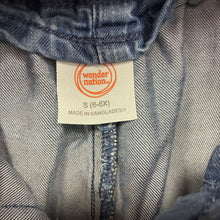 wonder
nation
S (6-6X)
MADE IN BANGLADESH